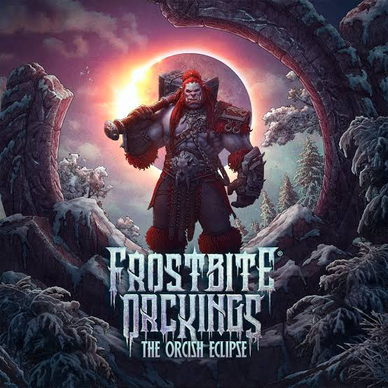 FROSTBITE®
ORCKINGS
THE ORCISH ECLIPSE